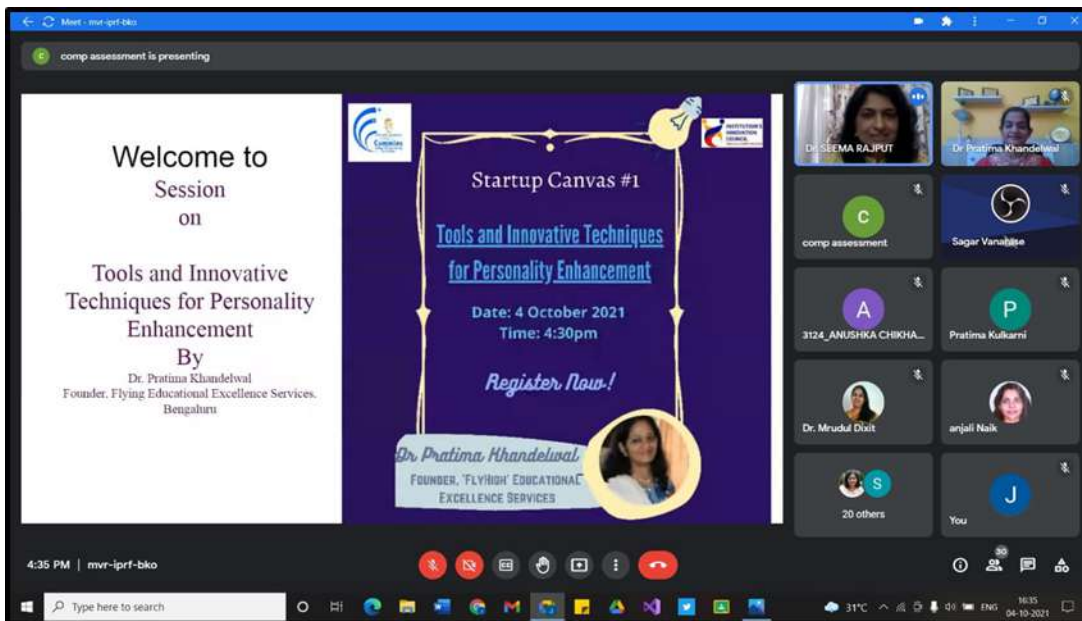 Meet - mvr-iprf-bko
c
comp assessment is presenting
Welcome to
Session
on
Tools and Innovative
Techniques for Personality
Enhancement
By
Dr. Pratima Khandelwal
Founder, Flying Educational Excellence Services,
Bengaluru
Cummins
INSTITUTION'S
INNOVATION
COUNCIL
Startup Canvas #1
Tools and Innovative Techniques
for Personality Enhancement
Date: 4 October 2021
Time: 4:30pm
Register Now!
Dr Pratima Khandelwal
Founder, 'FlyHigh' Educational
Excellence Services
Dr. SEEMA RAJPUT
Dr Pratima Khandelwal
C
comp assessment
Sagar Vanahise
A
3124_ANUSHKA CHIKHA...
P
Pratima Kulkarni
Dr. Mrudul Dixit
anjali Naik
S
20 others
J
You
4:35 PM | mvr-iprf-bko
30
Type here to search
31°C
ENG
16:35
04-10-2021